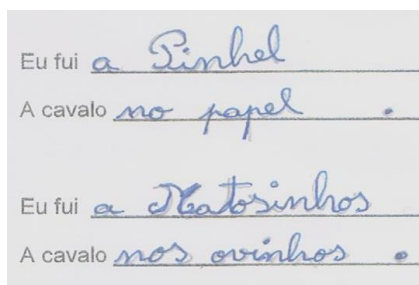 Eu fui a Pinhel
A cavalo no papel .
Eu fui a Matosinhos
A cavalo nos ovinhos .